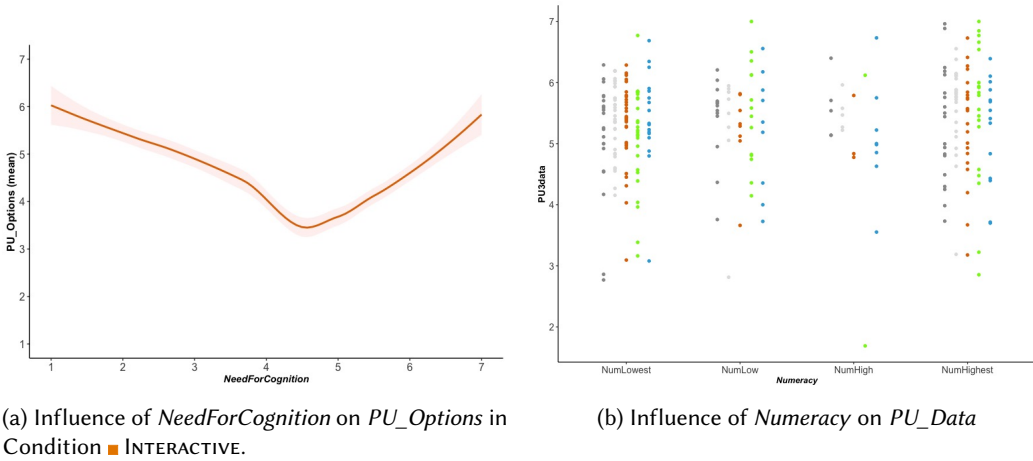 7
6
5
4
3
2
1
PU_Options (mean)
1 2 3 4 5 6 7
NeedForCognition
7
6
5
4
3
2
PU3data
NumLowest NumLow NumHigh NumHighest
Numeracy
(a) Influence of NeedForCognition on PU_Options in
Condition ■ INTERACTIVE.
(b) Influence of Numeracy on PU_Data